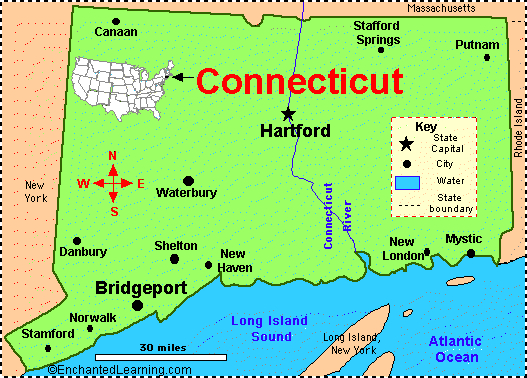 Massachusetts
Canaan
Stafford
Springs
Putnam
Connecticut
Hartford
Rhode Island
Key
State
Capital
City
Water
State
boundary
N
W E
S
New
York
Waterbury
Connecticut
River
Danbury
Shelton
New
Haven
New
London
Mystic
Bridgeport
Norwalk
Stamford
Long Island
Sound
Long Island,
New York
Atlantic
Ocean
30 miles
©EnchantedLearning.com